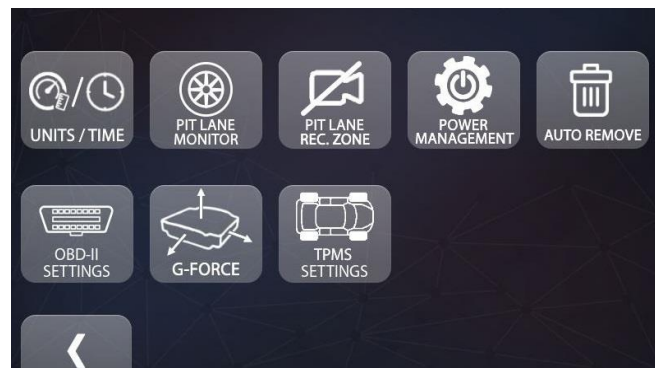 UNITS / TIME
PIT LANE
MONITOR
PIT LANE
REC. ZONE
POWER
MANAGEMENT
AUTO REMOVE
OBD-II
SETTINGS
G-FORCE
TPMS
SETTINGS